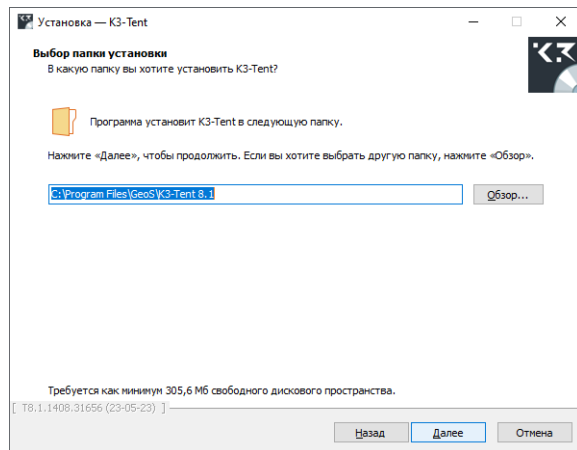 Установка — K3-Tent
Выбор папки установки
В какую папку вы хотите установить K3-Tent?
Программа установит K3-Tent в следующую папку.
Нажмите «Далее», чтобы продолжить. Если вы хотите выбрать другую папку, нажмите «Обзор».
C:\Program Files\GeoS\K3-Tent 8.1
Обзор...
Требуется как минимум 305,6 Мб свободного дискового пространства.
[ T8.1.1408.31656 (23-05-23) ]
Назад
Далее
Отмена